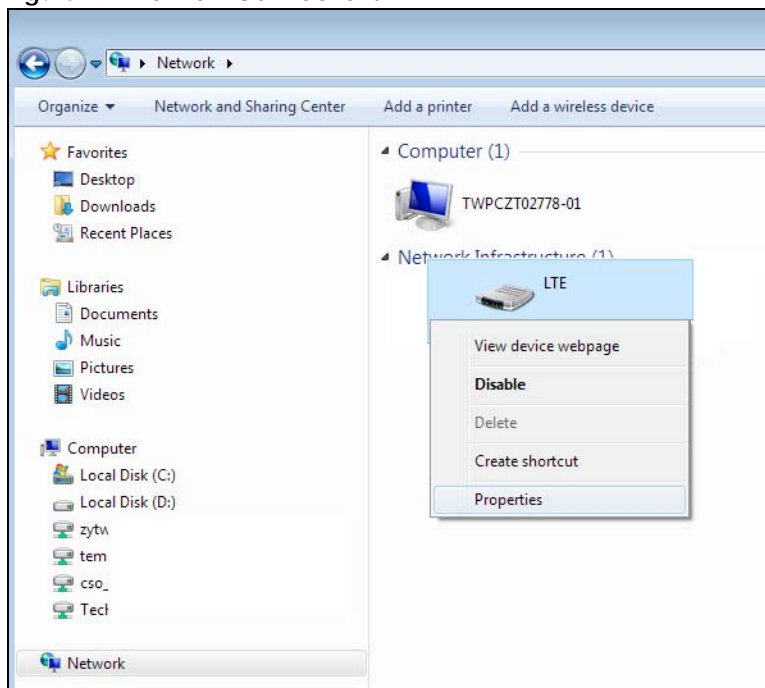 Network
Organize Network and Sharing Center Add a printer Add a wireless device
Favorites
Desktop
Downloads
Recent Places
Libraries
Documents
Music
Pictures
Videos
Computer
Local Disk (C:)
Local Disk (D:)
zytw
tem
cso_
Tech
Network
Computer (1)
TWPCZT02778-01
Network Infrastructure (1)
LTE
View device webpage
Disable
Delete
Create shortcut
Properties